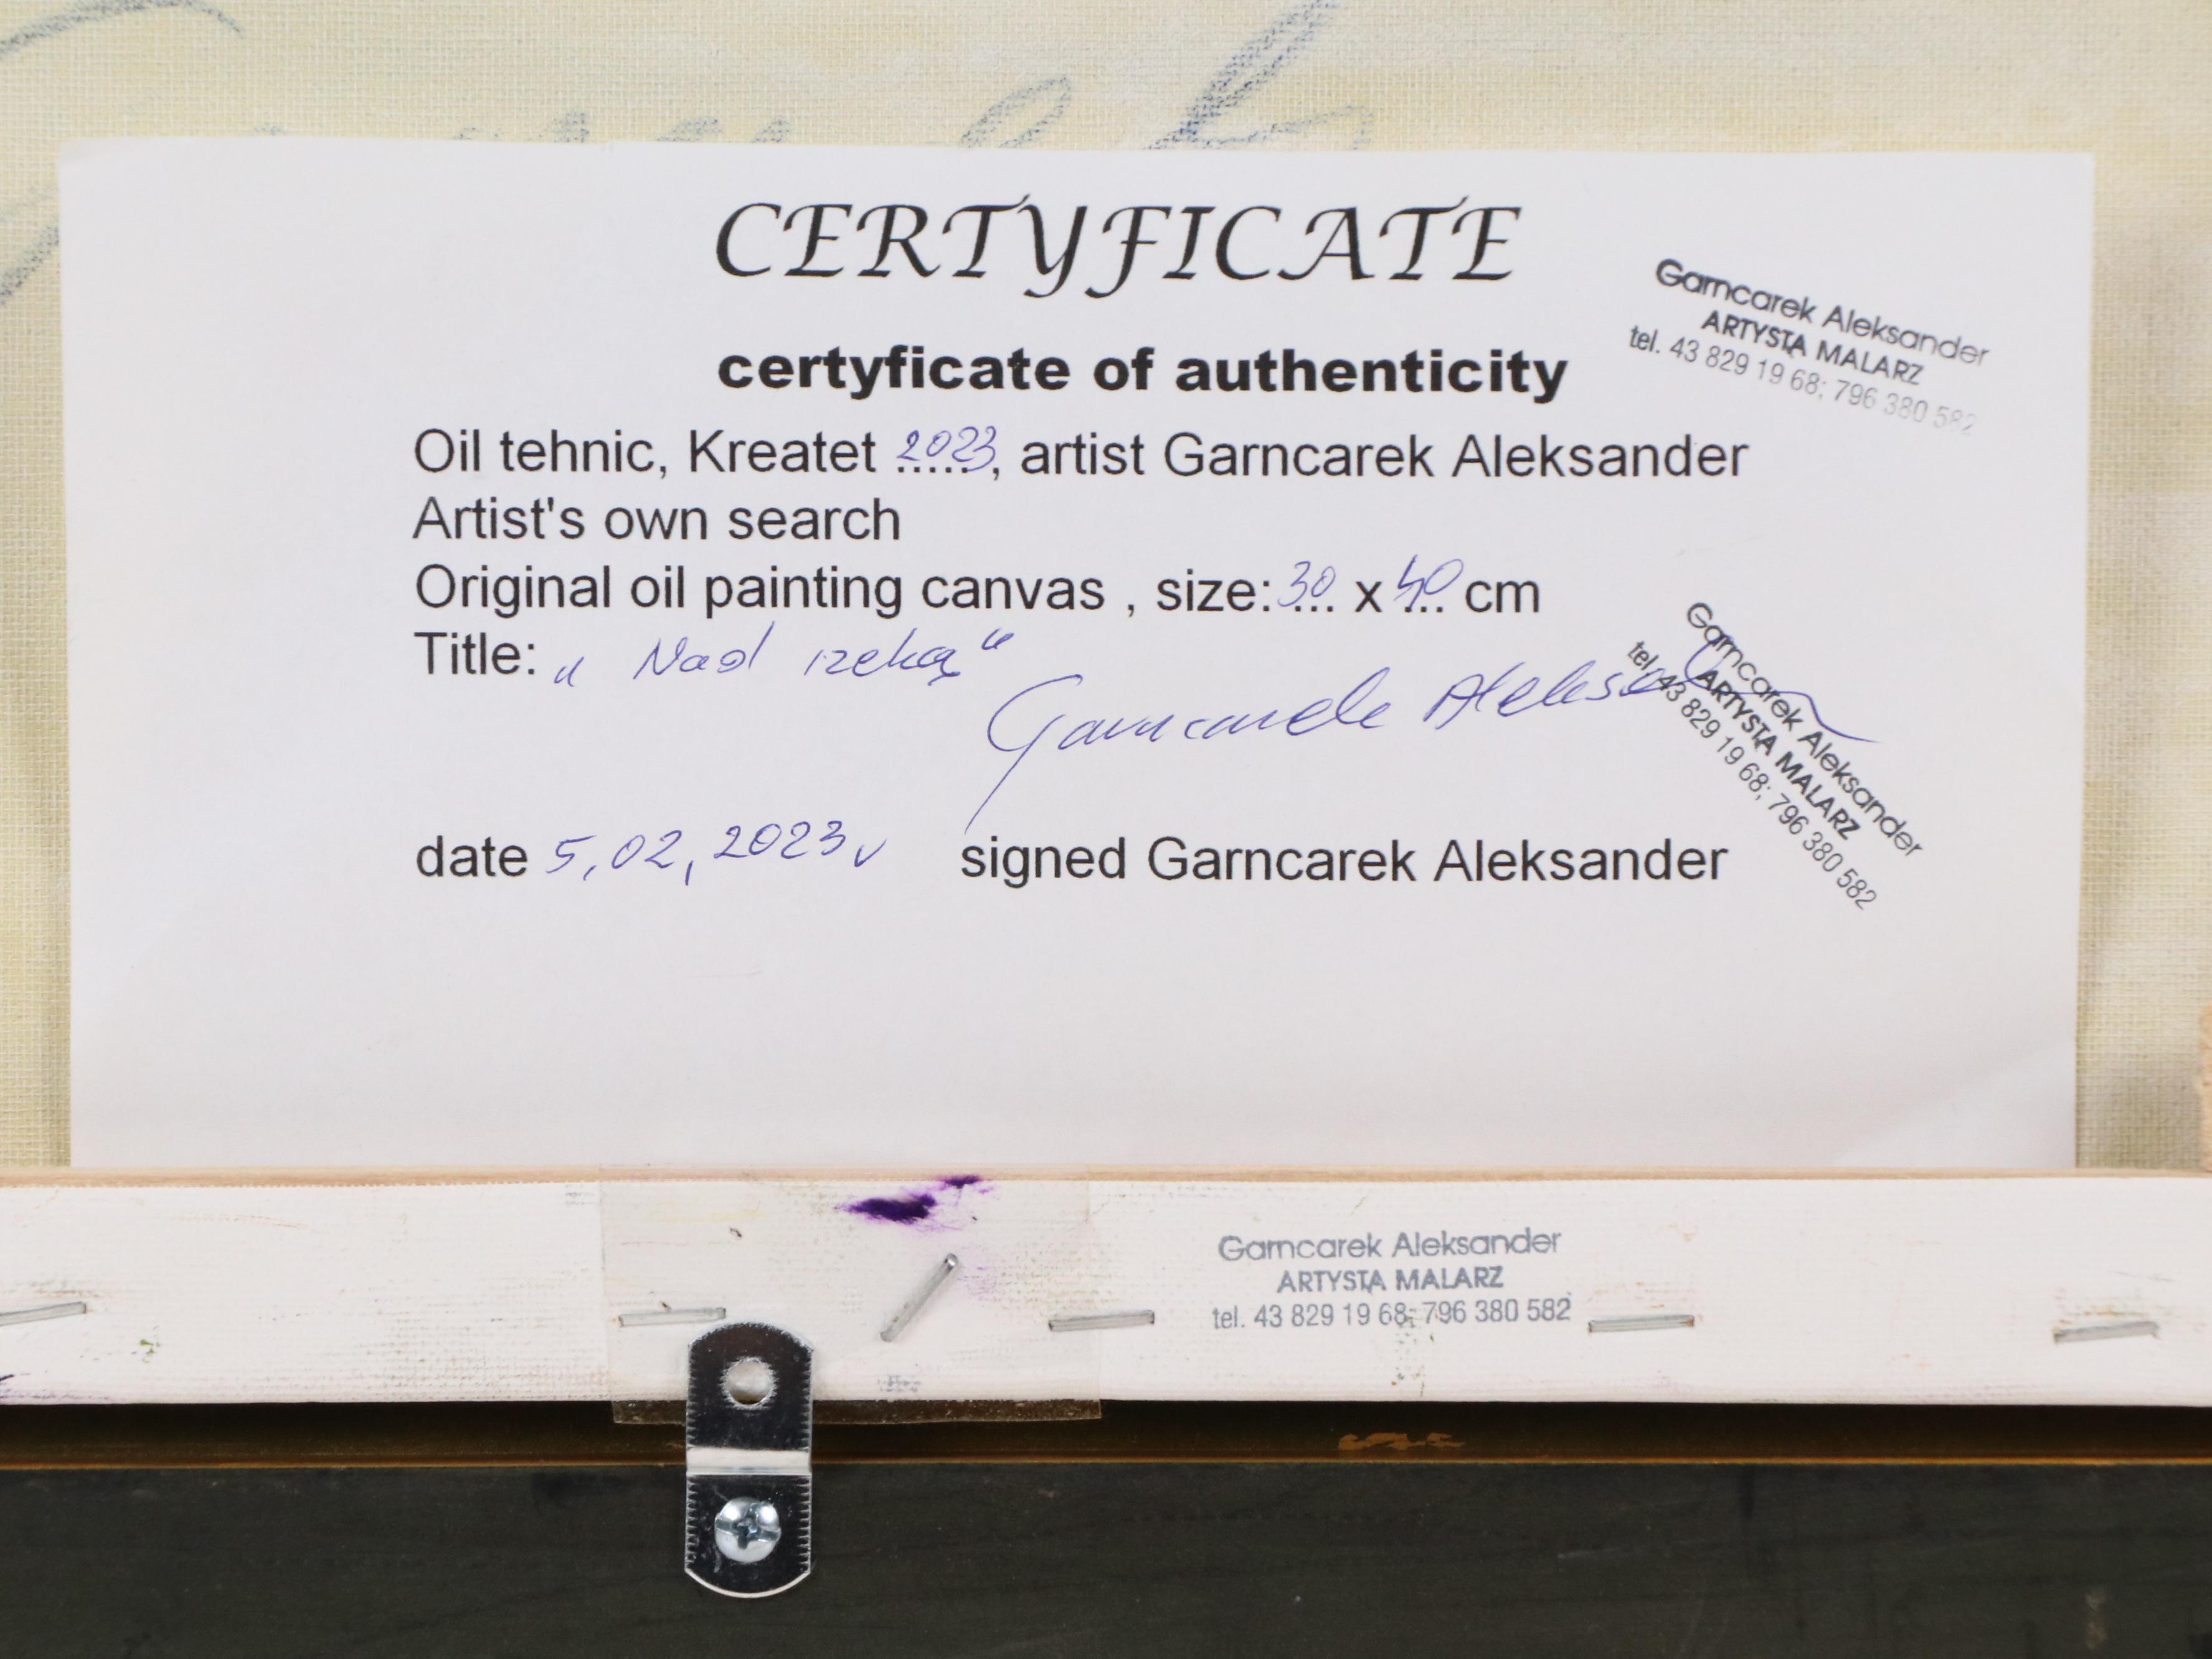 CERTYFICATE
Garncarek Aleksander
ARTYSTA MALARZ
tel. 43 829 19 68; 796 380 582
certyficate of authenticity
Oil tehnic, Kreatet 2023, artist Garncarek Aleksander
Artist's own search
Original oil painting canvas , size: 30 x 40 cm
Title: „ Nad rzeką “
Garncarek Aleksander
Garncarek Aleksander
ARTYSTA MALARZ
tel. 43 829 19 68; 796 380 582
date 5,02,2023 signed Garncarek Aleksander
Garncarek Aleksander
ARTYSTA MALARZ
tel. 43 829 19 68; 796 380 582